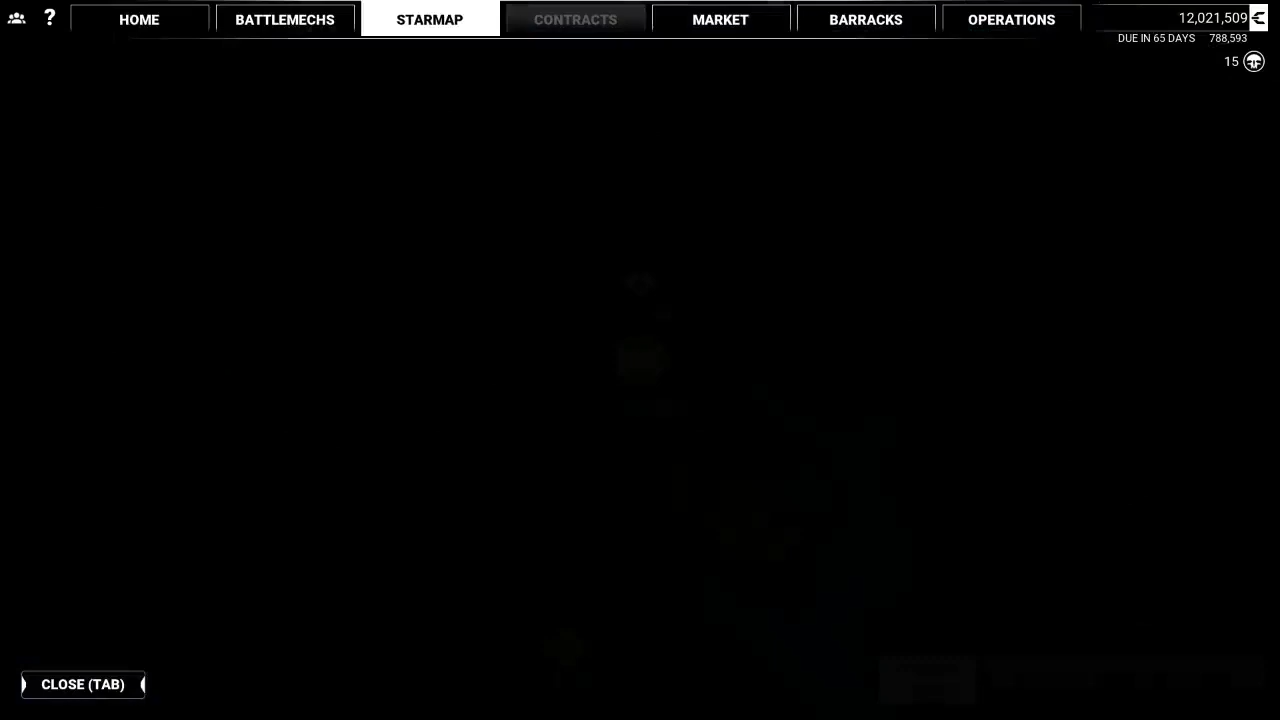 ?
HOME
BATTLEMECHS
STARMAP
CONTRACTS
MARKET
BARRACKS
OPERATIONS
12,021,509
DUE IN 65 DAYS 788,593
15
CLOSE (TAB)